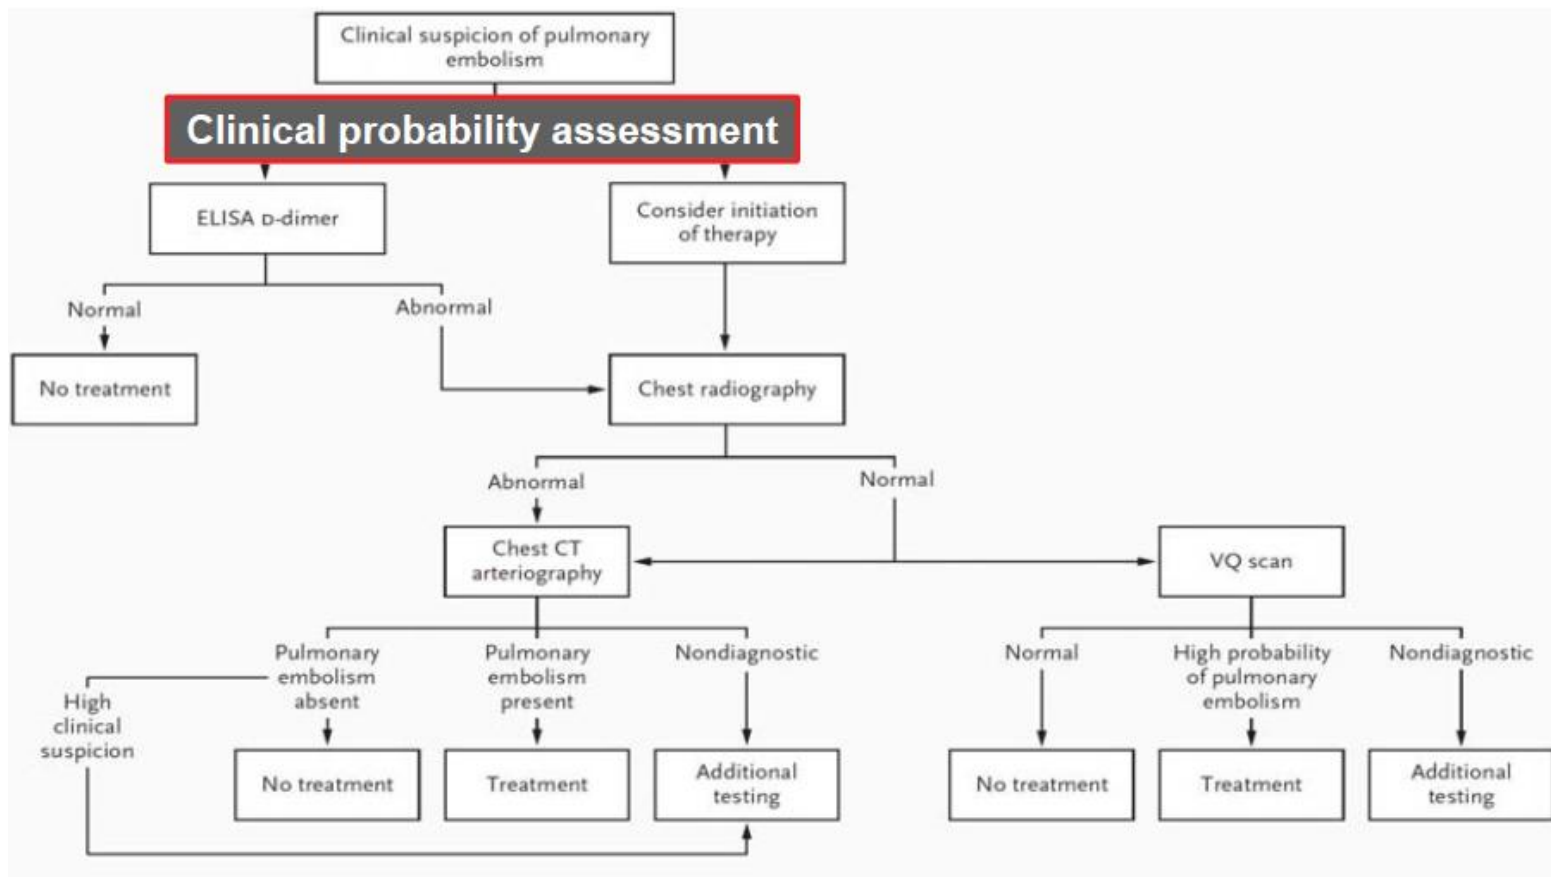 Clinical suspicion of pulmonary
embolism
Clinical probability assessment
ELISA D-dimer
Consider initiation
of therapy
Normal
Abnormal
No treatment
Chest radiography
Abnormal
Normal
Chest CT
arteriography
VQ scan
Pulmonary
embolism
absent
Pulmonary
embolism
present
Nondiagnostic
Normal
High probability
of pulmonary
embolism
Nondiagnostic
High
clinical
suspicion
No treatment
Treatment
Additional
testing
No treatment
Treatment
Additional
testing